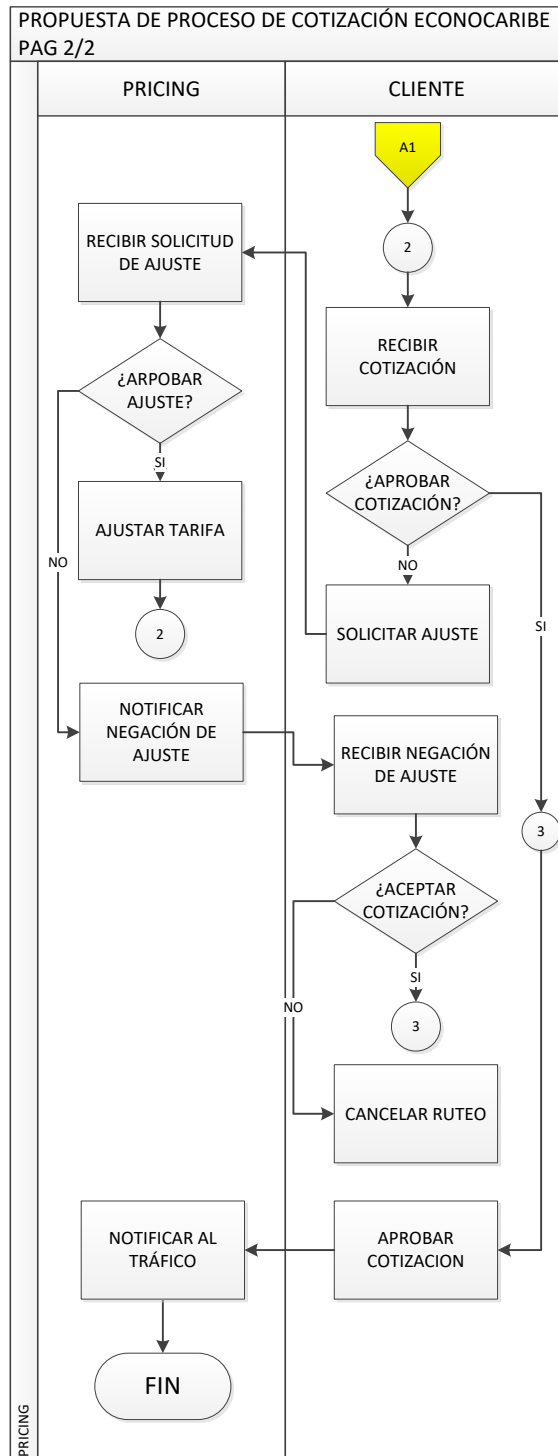 PROPUESTA DE PROCESO DE COTIZACIÓN ECONOCARIBE
PAG 2/2
PRICING
CLIENTE
A1
2
RECIBIR SOLICITUD
DE AJUSTE
RECIBIR
COTIZACIÓN
¿ARPOBAR
AJUSTE?
SI
NO
¿APROBAR
COTIZACIÓN?
NO
SI
AJUSTAR TARIFA
2
SOLICITAR AJUSTE
NOTIFICAR
NEGACIÓN DE
AJUSTE
RECIBIR NEGACIÓN
DE AJUSTE
3
¿ACEPTAR
COTIZACIÓN?
SI
NO
3
CANCELAR RUTEO
NOTIFICAR AL
TRÁFICO
APROBAR
COTIZACION
FIN
PRICING